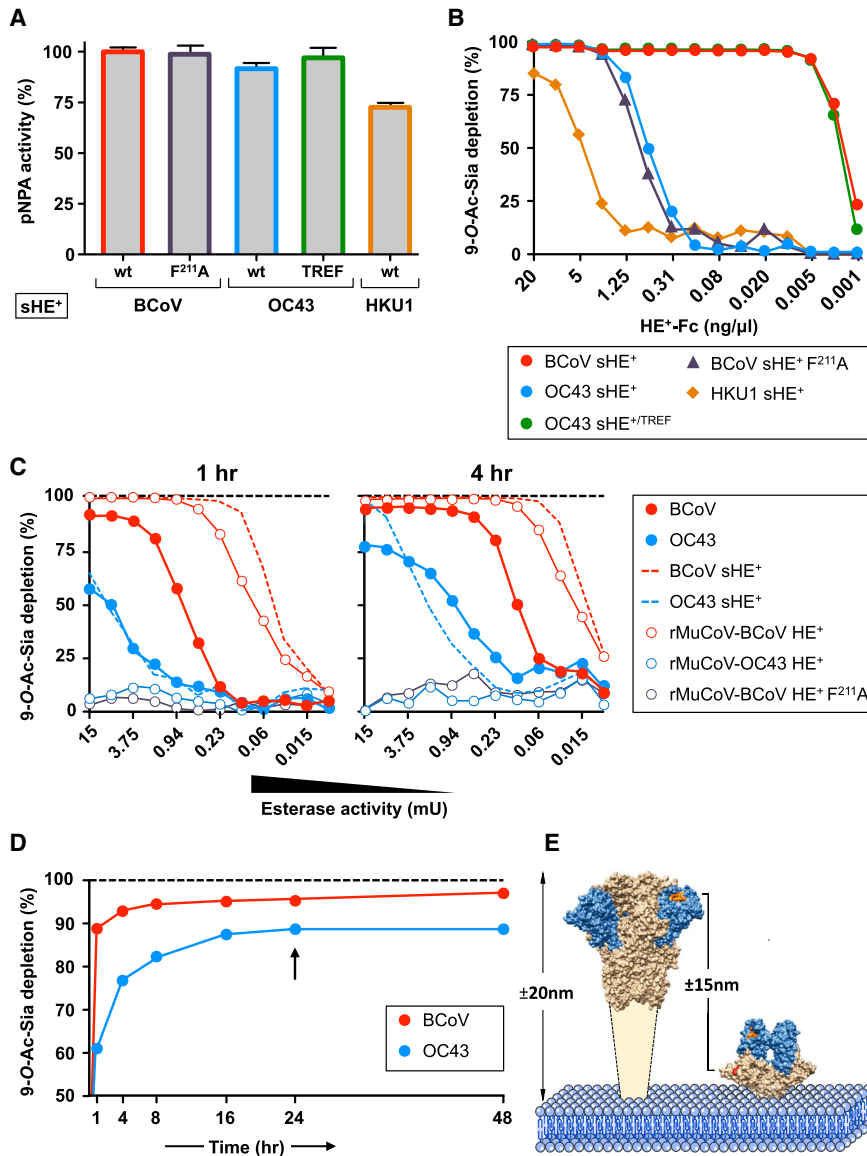 A
pNPA activity (%)
100
75
50
25
0
wt
F²¹¹A
wt
TREF
wt
sHE⁺
BCoV
OC43
HKU1
B
9-O-Ac-Sia depletion (%)
100
75
50
25
0
20
5
1.25
0.31
0.08
0.020
0.005
0.001
HE⁺-Fc (ng/µl)
BCoV sHE⁺
OC43 sHE⁺
OC43 sHE⁺/TREF
BCoV sHE⁺ F²¹¹A
HKU1 sHE⁺
C
1 hr
4 hr
9-O-Ac-Sia depletion (%)
100
75
50
25
0
15
3.75
0.94
0.23
0.06
0.015
15
3.75
0.94
0.23
0.06
0.015
Esterase activity (mU)
BCoV
OC43
BCoV sHE⁺
OC43 sHE⁺
rMuCoV-BCoV HE⁺
rMuCoV-OC43 HE⁺
rMuCoV-BCoV HE⁺ F²¹¹A
D
9-O-Ac-Sia depletion (%)
100
90
80
70
60
50
1
4
8
16
24
48
Time (hr)
BCoV
OC43
E
±20nm
±15nm